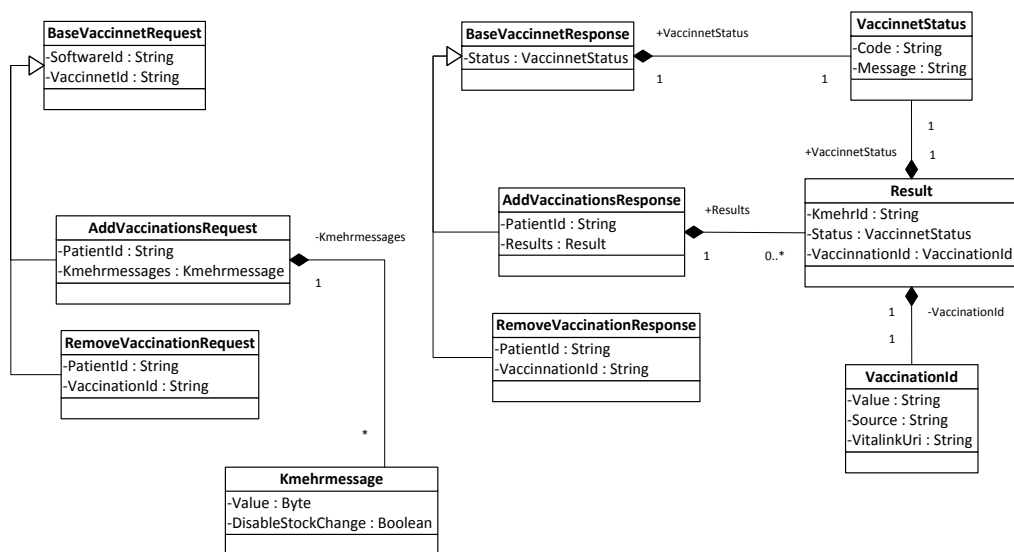 BaseVaccinnetRequest
-SoftwareId : String
-VaccinnetId : String
BaseVaccinnetResponse
-Status : VaccinnetStatus
+VaccinnetStatus
1
1
VaccinnetStatus
-Code : String
-Message : String
1
+VaccinnetStatus
1
AddVaccinationsRequest
-PatientId : String
-Kmehrmessages : Kmehrmessage
-Kmehrmessages
1
AddVaccinationsResponse
-PatientId : String
-Results : Result
+Results
1
0..*
Result
-KmehrId : String
-Status : VaccinnetStatus
-VaccinnationId : VaccinationId
1
-VaccinationId
1
RemoveVaccinationRequest
-PatientId : String
-VaccinationId : String
RemoveVaccinationResponse
-PatientId : String
-VaccinnationId : String
VaccinationId
-Value : String
-Source : String
-VitalinkUri : String
*
Kmehrmessage
-Value : Byte
-DisableStockChange : Boolean